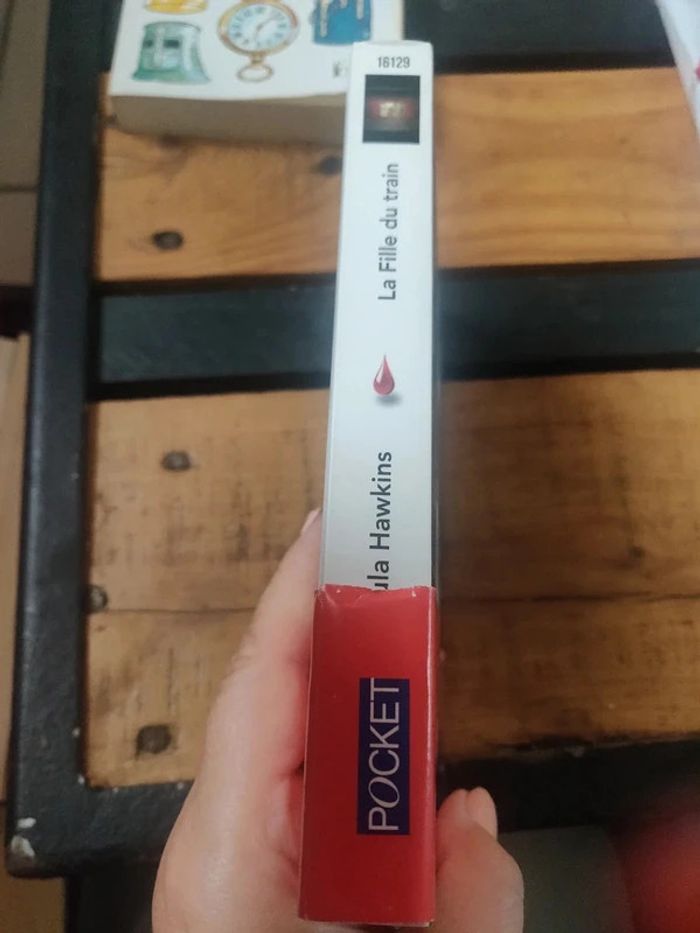 16129
La Fille du train
ula Hawkins
POCKET